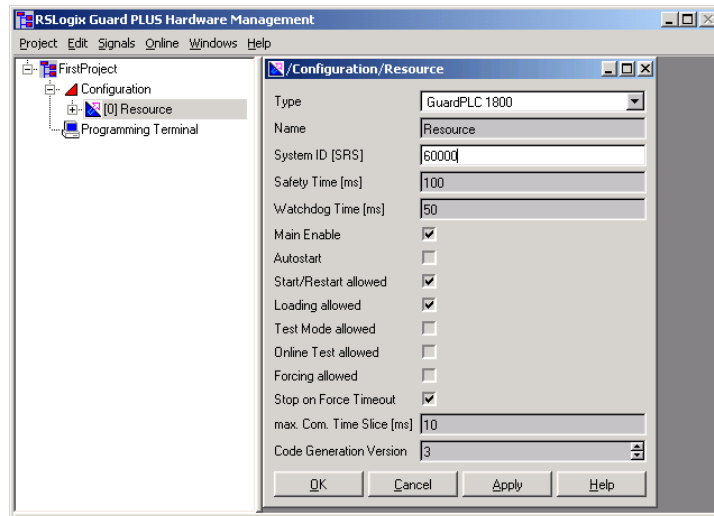 RSLogix Guard PLUS Hardware Management
Project Edit Signals Online Windows Help
FirstProject
Configuration
[0] Resource
Programming Terminal
/Configuration/Resource
Type GuardPLC 1800
Name Resource
System ID [SRS] 60000
Safety Time [ms] 100
Watchdog Time [ms] 50
Main Enable
Autostart
Start/Restart allowed
Loading allowed
Test Mode allowed
Online Test allowed
Forcing allowed
Stop on Force Timeout
max. Com. Time Slice [ms] 10
Code Generation Version 3
OK Cancel Apply Help